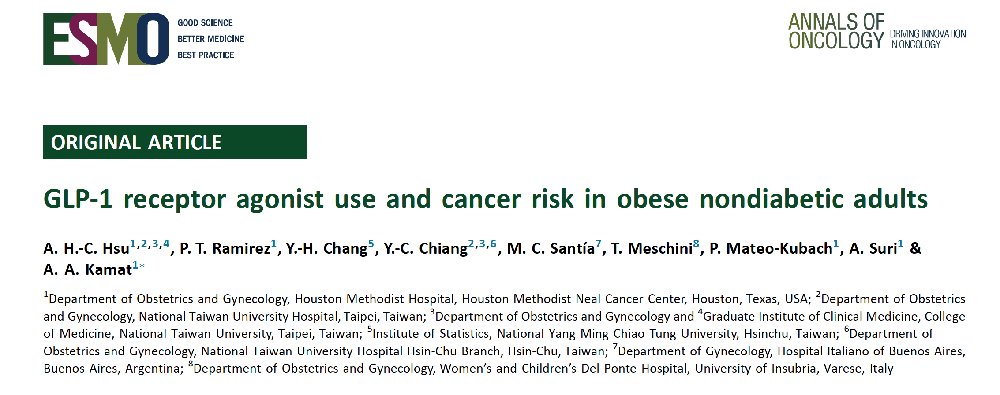 ESMO
GOOD SCIENCE
BETTER MEDICINE
BEST PRACTICE
ANNALS OF
ONCOLOGY
DRIVING INNOVATION
IN ONCOLOGY
ORIGINAL ARTICLE
GLP-1 receptor agonist use and cancer risk in obese nondiabetic adults
A. H.-C. Hsu1,2,3,4, P. T. Ramirez1, Y.-H. Chang5, Y.-C. Chiang2,3,6, M. C. Santía7, T. Meschini8, P. Mateo-Kubach1, A. Suri1 &
A. A. Kamat1*
1Department of Obstetrics and Gynecology, Houston Methodist Hospital, Houston Methodist Neal Cancer Center, Houston, Texas, USA; 2Department of Obstetrics
and Gynecology, National Taiwan University Hospital, Taipei, Taiwan; 3Department of Obstetrics and Gynecology and 4Graduate Institute of Clinical Medicine, College
of Medicine, National Taiwan University, Taipei, Taiwan; 5Institute of Statistics, National Yang Ming Chiao Tung University, Hsinchu, Taiwan; 6Department of
Obstetrics and Gynecology, National Taiwan University Hospital Hsin-Chu Branch, Hsin-Chu, Taiwan; 7Department of Gynecology, Hospital Italiano of Buenos Aires,
Buenos Aires, Argentina; 8Department of Obstetrics and Gynecology, Women’s and Children’s Del Ponte Hospital, University of Insubria, Varese, Italy